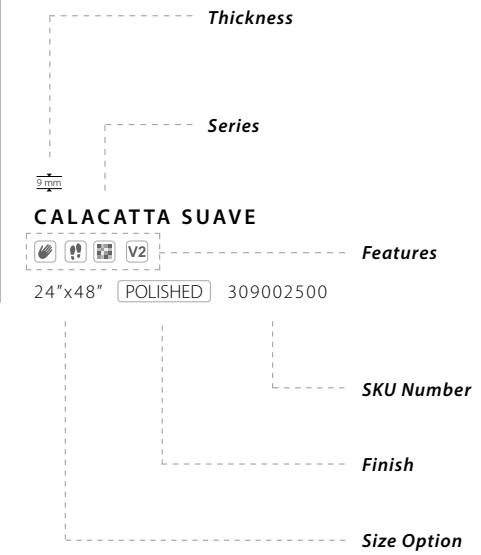 Thickness
Series
9 mm
CALACATTA SUAVE
V2
Features
24"x48" POLISHED 309002500
SKU Number
Finish
Size Option